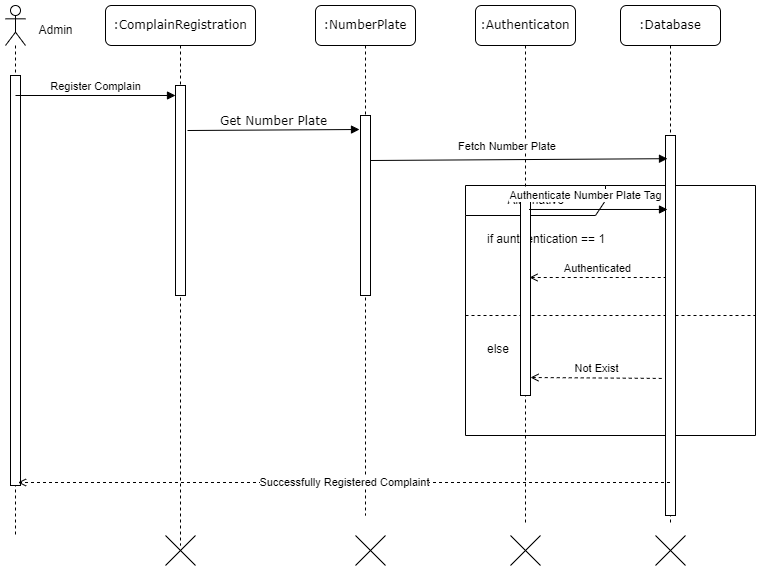 Admin
:ComplainRegistration
:NumberPlate
:Authenticaton
:Database
Register Complain
Get Number Plate
Fetch Number Plate
Authenticate Number Plate Tag
if auntentication == 1
Authenticated
else
Not Exist
Successfully Registered Complaint